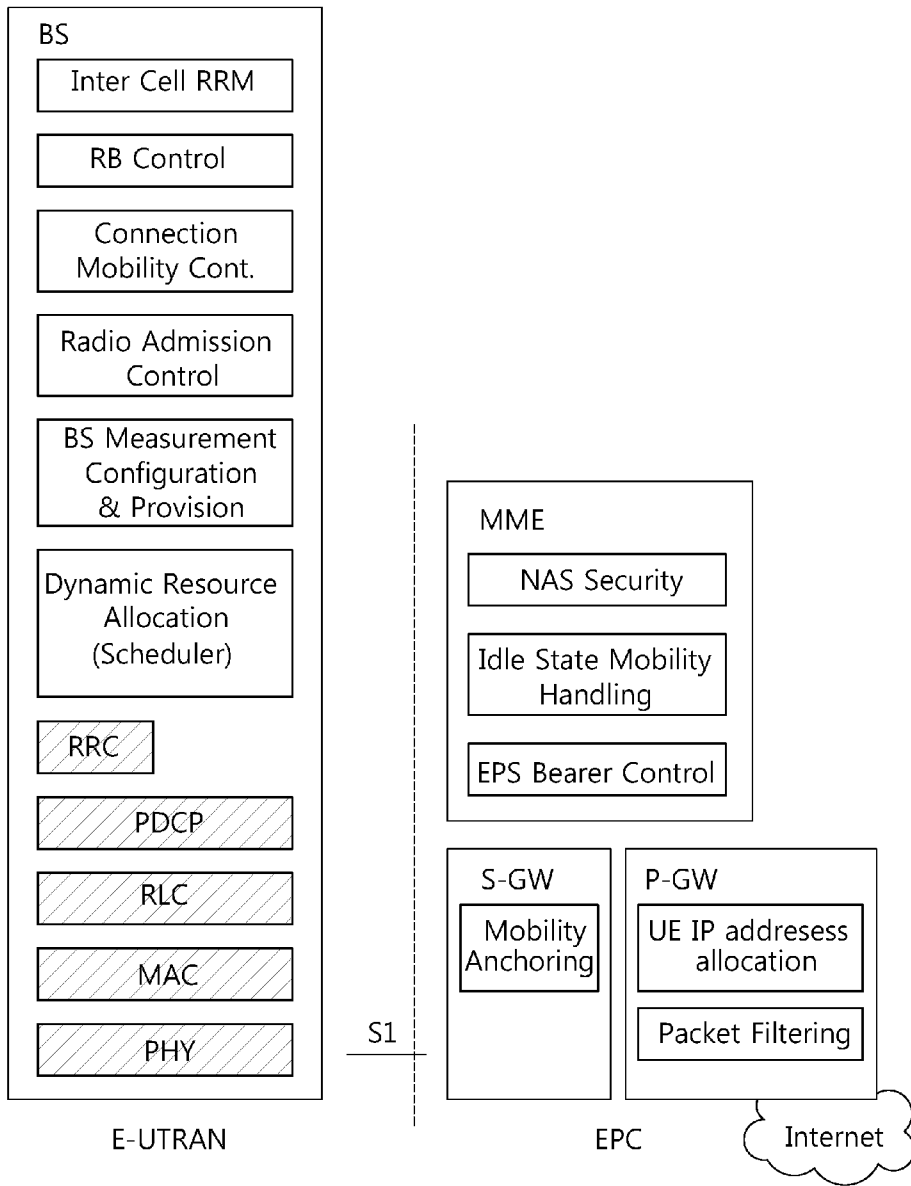 BS
Inter Cell RRM
RB Control
Connection
Mobility Cont.
Radio Admission
Control
BS Measurement
Configuration
& Provision
Dynamic Resource
Allocation
(Scheduler)
RRC
PDCP
RLC
MAC
PHY
S1
E-UTRAN
MME
NAS Security
Idle State Mobility
Handling
EPS Bearer Control
S-GW
Mobility
Anchoring
P-GW
UE IP addresess
allocation
Packet Filtering
EPC
Internet